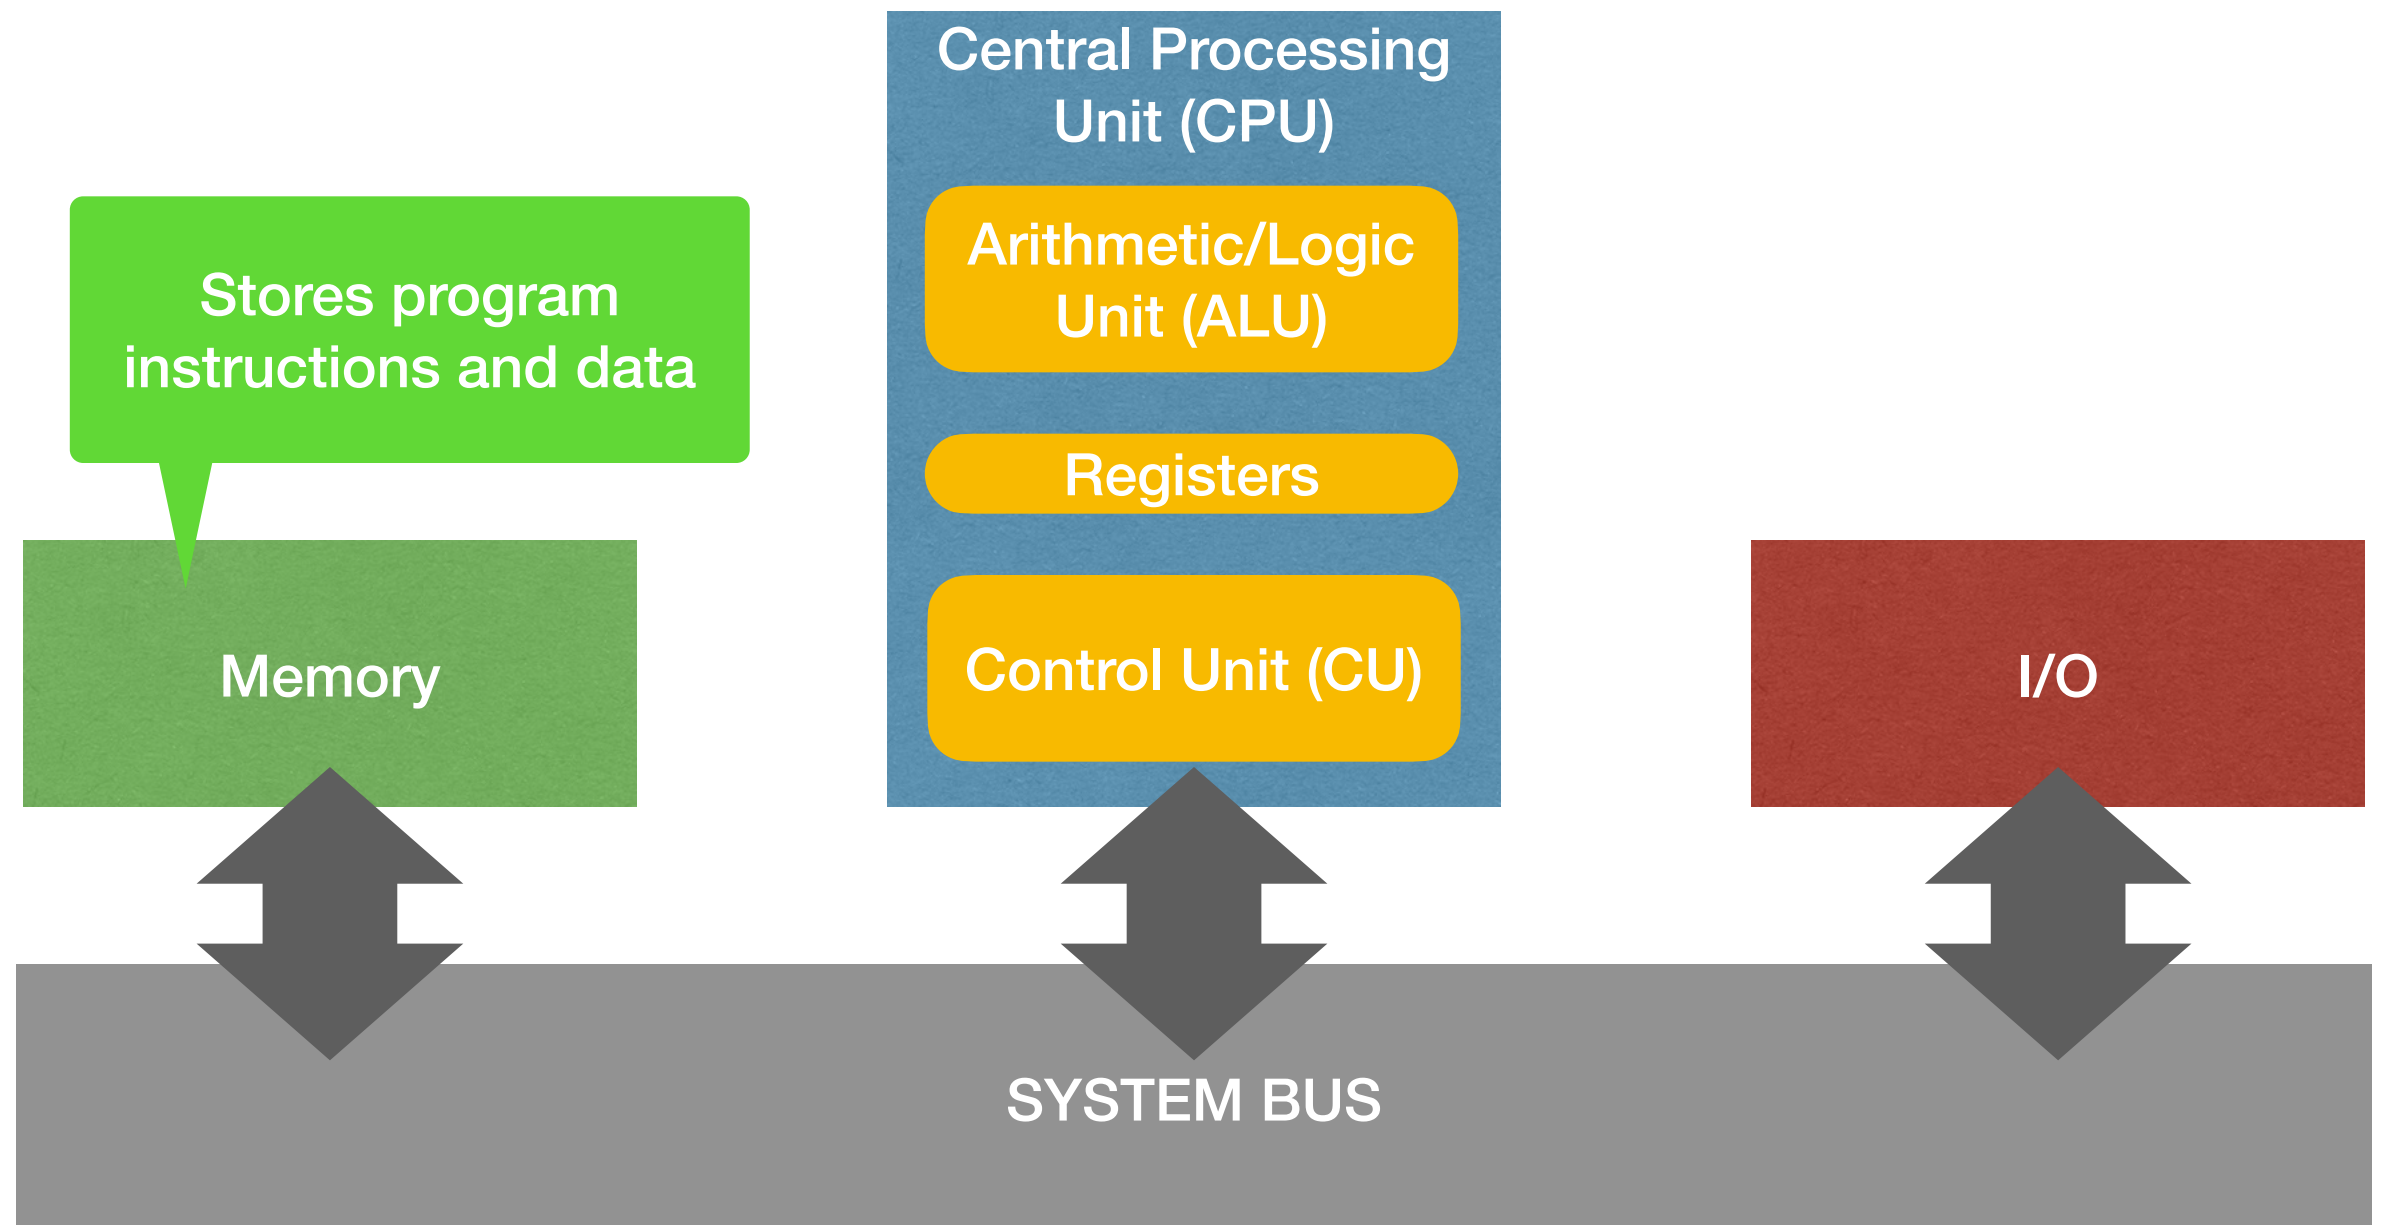 Central Processing
Unit (CPU)
Arithmetic/Logic
Unit (ALU)
Stores program
instructions and data
Registers
Memory
Control Unit (CU)
I/O
SYSTEM BUS